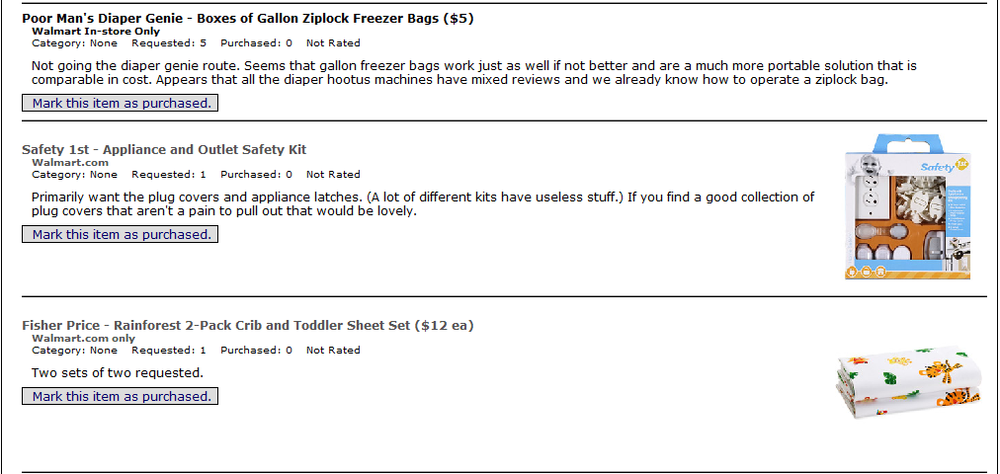 Poor Man's Diaper Genie - Boxes of Gallon Ziplock Freezer Bags ($5)
Walmart In-store Only
Category: None Requested: 5 Purchased: 0 Not Rated
Not going the diaper genie route. Seems that gallon freezer bags work just as well if not better and are a much more portable solution that is
comparable in cost. Appears that all the diaper hootus machines have mixed reviews and we already know how to operate a ziplock bag.
Mark this item as purchased.
Safety 1st - Appliance and Outlet Safety Kit
Walmart.com
Category: None Requested: 1 Purchased: 0 Not Rated
Primarily want the plug covers and appliance latches. (A lot of different kits have useless stuff.) If you find a good collection of
plug covers that aren't a pain to pull out that would be lovely.
Mark this item as purchased.
Safety 1st
Fisher Price - Rainforest 2-Pack Crib and Toddler Sheet Set ($12 ea)
Walmart.com only
Category: None Requested: 1 Purchased: 0 Not Rated
Two sets of two requested.
Mark this item as purchased.